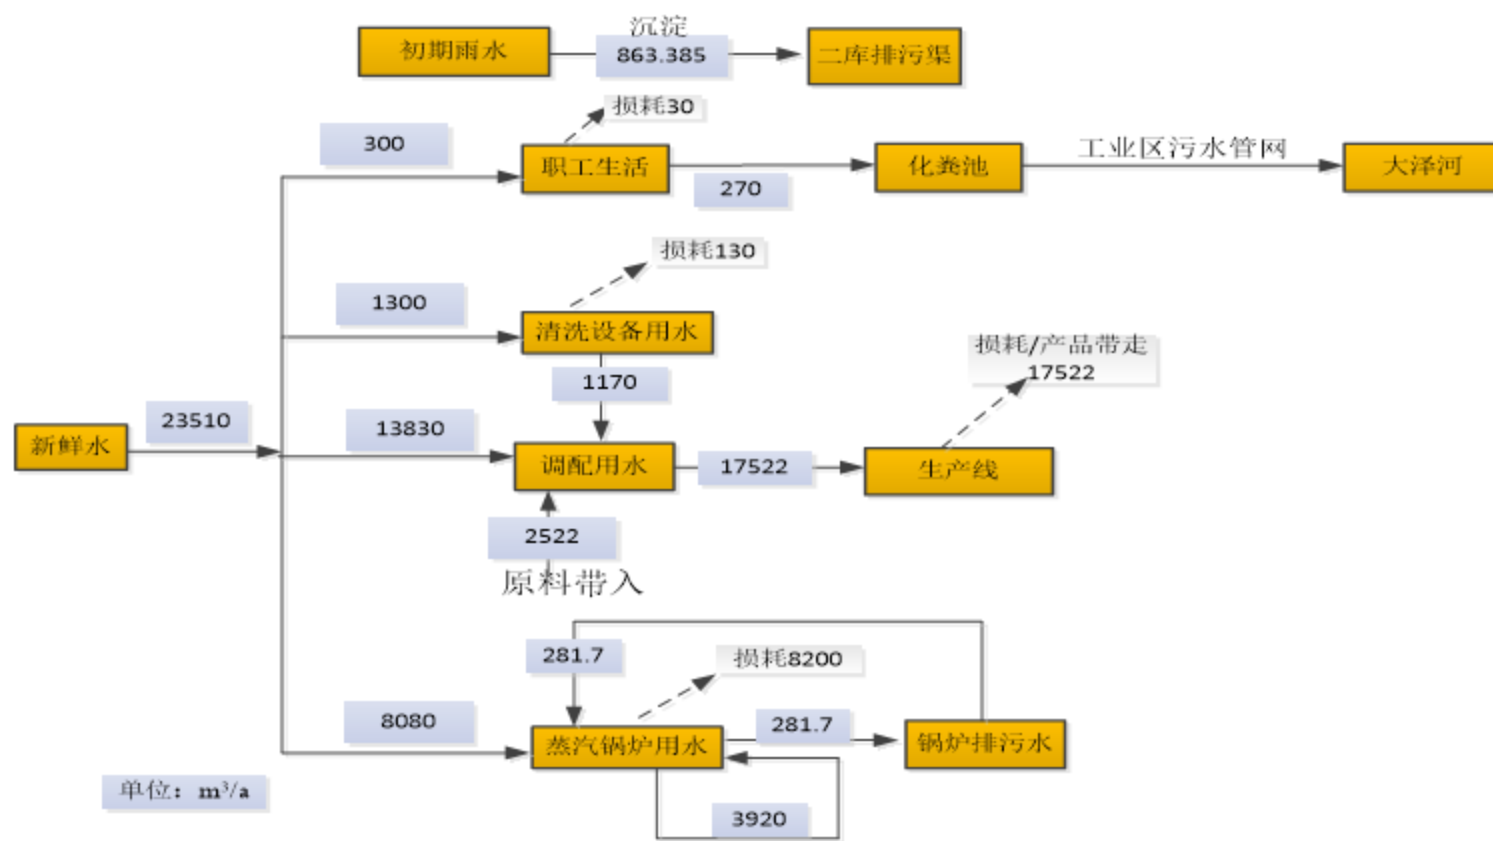 沉淀
初期雨水
863.385
二库排污渠
损耗30
300
职工生活
270
化粪池
工业区污水管网
大泽河
损耗130
1300
清洗设备用水
1170
损耗/产品带走
17522
新鲜水
23510
13830
调配用水
17522
生产线
2522
原料带入
281.7
损耗8200
8080
蒸汽锅炉用水
281.7
锅炉排污水
3920
单位：m³/a